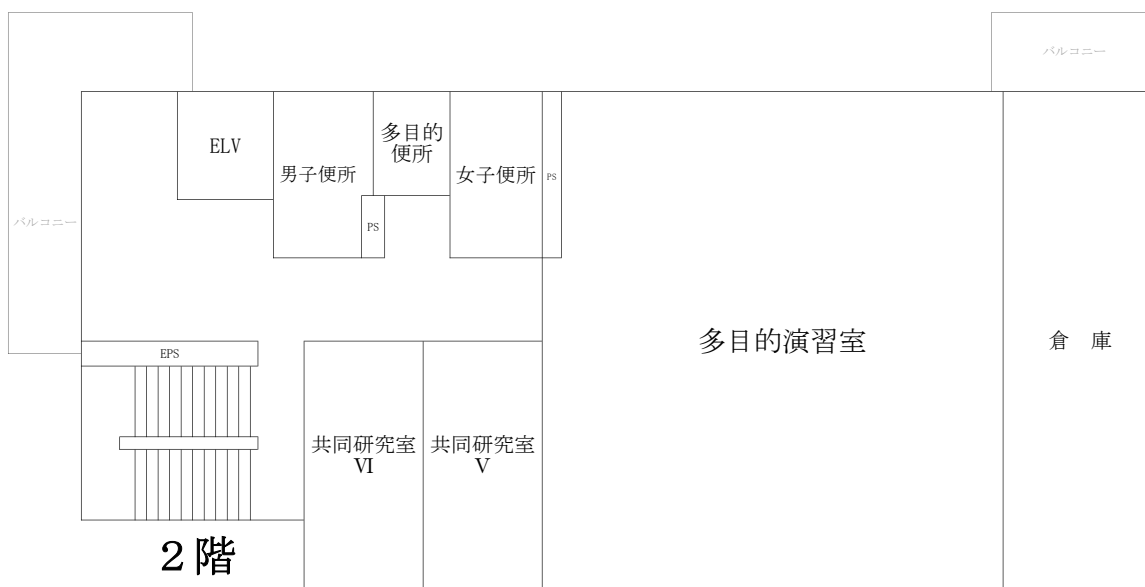 バルコニー
ELV
男子便所
多目的
便所
女子便所
PS
PS
バルコニー
バルコニー
EPS
共同研究室
Ⅵ
共同研究室
Ⅴ
多目的演習室
倉　庫
２階